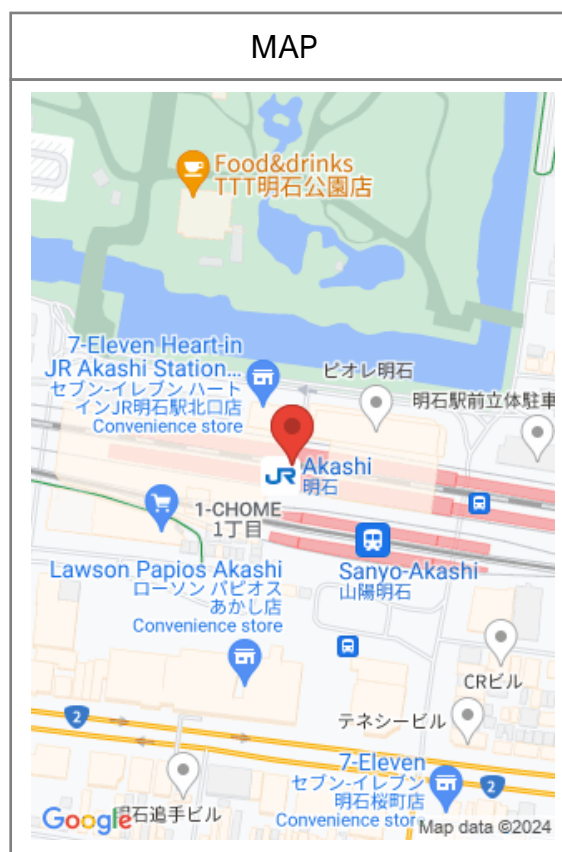 MAP
Food&drinks
TTT明石公園店
7-Eleven Heart-in
JR Akashi Station...
セブン-イレブン ハート
インJR明石駅北口店
Convenience store
ピオレ明石
明石駅前立体駐車
JR
Akashi
明石
1-CHOME
1丁目
Sanyo-Akashi
山陽明石
Lawson Papios Akashi
ローソン パピオス
あかし店
Convenience store
CRビル
2
テネシービル
7-Eleven
セブン-イレブン
明石桜町店
Convenience store
2
明石追手ビル
Google
Map data ©2024